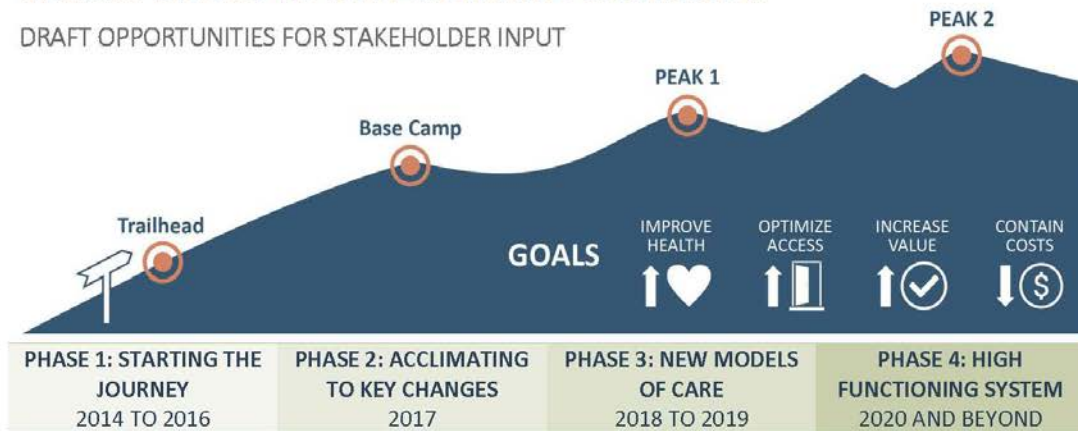 DRAFT OPPORTUNITIES FOR STAKEHOLDER INPUT
PEAK 2
PEAK 1
Base Camp
Trailhead
GOALS
IMPROVE
HEALTH
OPTIMIZE
ACCESS
INCREASE
VALUE
CONTAIN
COSTS
$
PHASE 1: STARTING THE
JOURNEY
2014 TO 2016
PHASE 2: ACCLIMATING
TO KEY CHANGES
2017
PHASE 3: NEW MODELS
OF CARE
2018 TO 2019
PHASE 4: HIGH
FUNCTIONING SYSTEM
2020 AND BEYOND